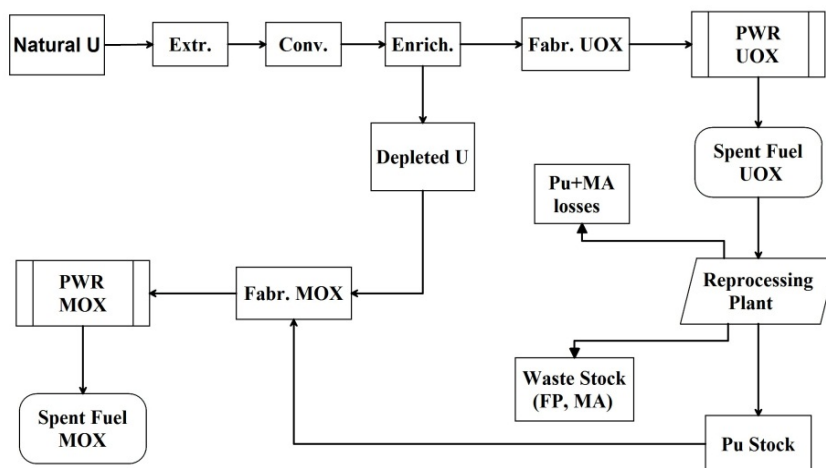 Natural U
Extr.
Conv.
Enrich.
Fabr. UOX
PWR
UOX
Depleted U
Spent Fuel
UOX
Pu+MA
losses
PWR
MOX
Fabr. MOX
Reprocessing
Plant
Waste Stock
(FP, MA)
Spent Fuel
MOX
Pu Stock